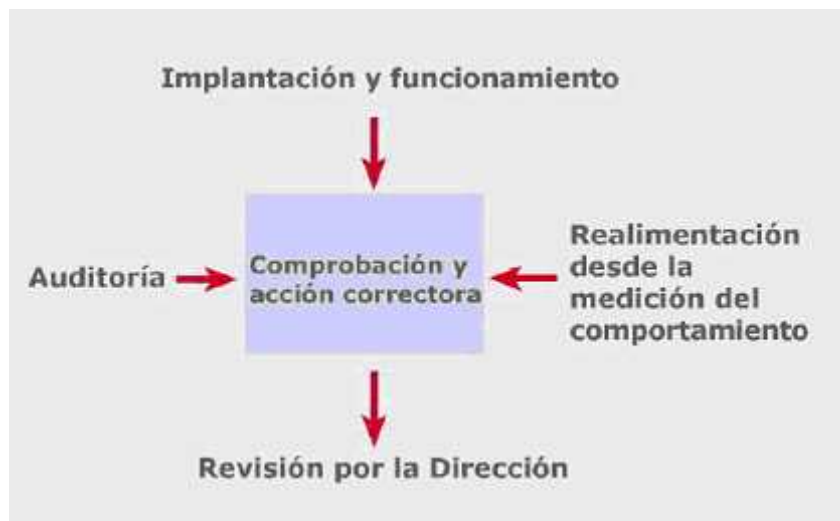 Implantación y funcionamiento
Auditoría
Comprobación y
acción correctora
Realimentación
desde la
medición del
comportamiento
Revisión por la Dirección